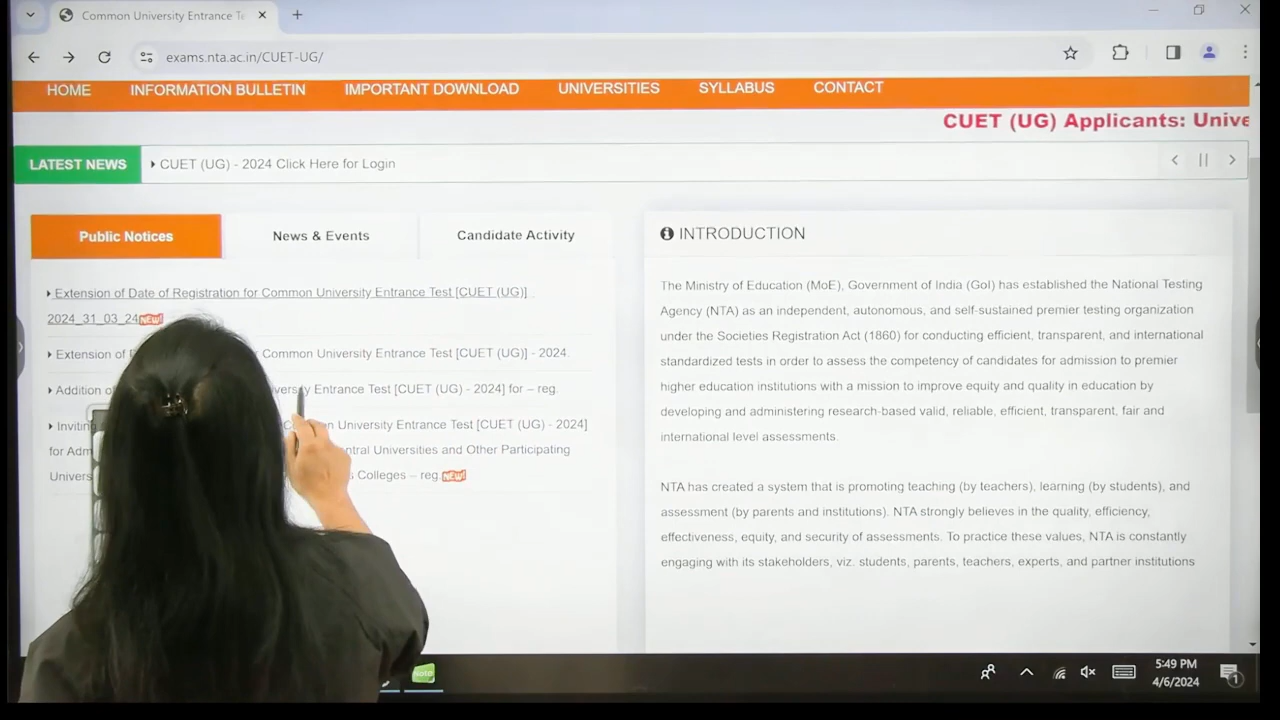 Common University Entrance Te
exams.nta.ac.in/CUET-UG/
HOME INFORMATION BULLETIN IMPORTANT DOWNLOAD UNIVERSITIES SYLLABUS CONTACT
CUET (UG) Applicants: Unive
LATEST NEWS CUET (UG) - 2024 Click Here for Login
Public Notices News & Events Candidate Activity
Extension of Date of Registration for Common University Entrance Test [CUET (UG)]
2024_31_03_24 NEW!
Extension of for Common University Entrance Test [CUET (UG)] - 2024.
Addition of Entrance Test [CUET (UG) - 2024] for – reg.
Inviting University Entrance Test [CUET (UG) - 2024]
for Universities and Other Participating
Colleges – reg NEW!
INTRODUCTION
The Ministry of Education (MoE), Government of India (GoI) has established the National Testing
Agency (NTA) as an independent, autonomous, and self-sustained premier testing organization
under the Societies Registration Act (1860) for conducting efficient, transparent, and international
standardized tests in order to assess the competency of candidates for admission to premier
higher education institutions with a mission to improve equity and quality in education by
developing and administering research-based valid, reliable, efficient, transparent, fair and
international level assessments.
NTA has created a system that is promoting teaching (by teachers), learning (by students), and
assessment (by parents and institutions). NTA strongly believes in the quality, efficiency,
effectiveness, equity, and security of assessments. To practice these values, NTA is constantly
engaging with its stakeholders, viz. students, parents, teachers, experts, and partner institutions
Note
5:49 PM
4/6/2024
1